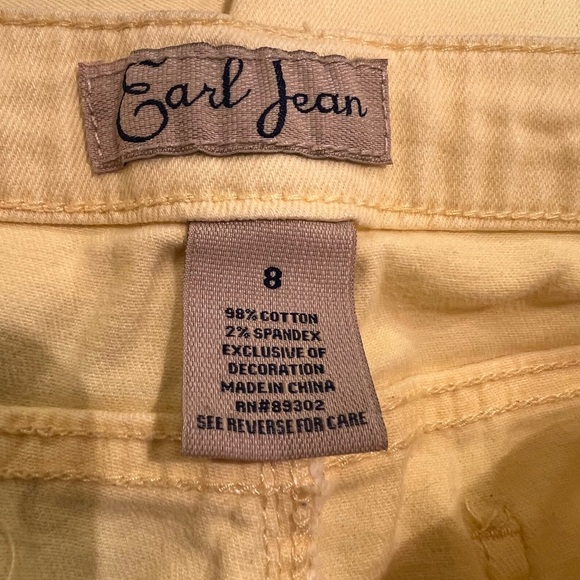 Earl Jean
8
98% COTTON
2% SPANDEX
EXCLUSIVE OF
DECORATION
MADE IN CHINA
RN#89302
SEE REVERSE FOR CARE